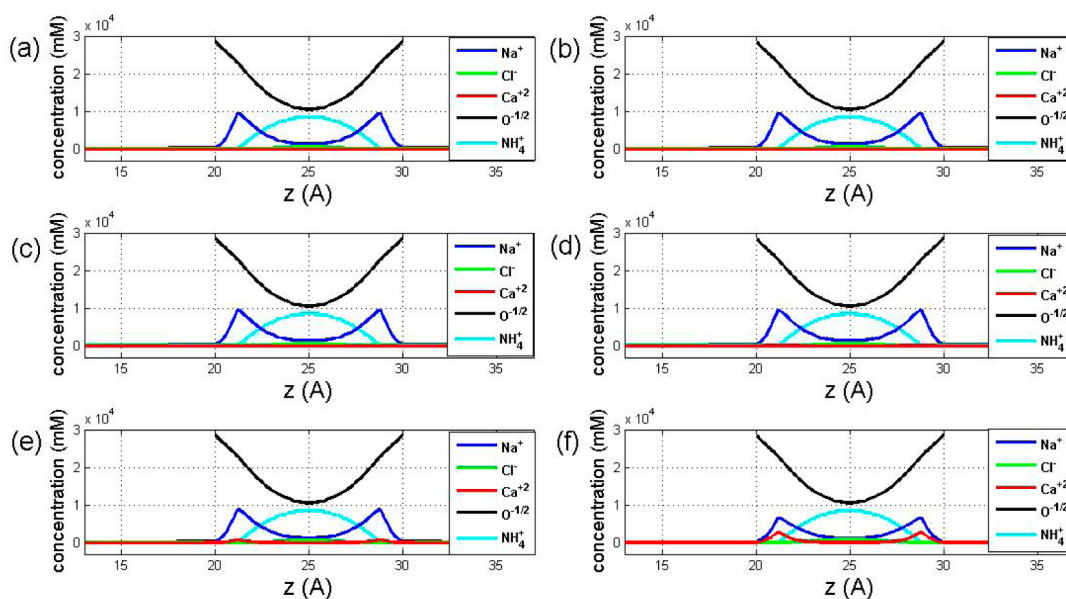 (a)
x 10⁴
concentration (mM)
3
2
1
0
15 20 25 30 35
z (A)
Na⁺
Cl⁻
Ca⁺²
O⁻¹/²
NH₄⁺
(b)
x 10⁴
concentration (mM)
3
2
1
0
15 20 25 30 35
z (A)
Na⁺
Cl⁻
Ca⁺²
O⁻¹/²
NH₄⁺
(c)
x 10⁴
concentration (mM)
3
2
1
0
15 20 25 30
z (A)
Na⁺
Cl⁻
Ca⁺²
O⁻¹/²
NH₄⁺
(d)
x 10⁴
concentration (mM)
3
2
1
0
15 20 25 30 35
z (A)
Na⁺
Cl⁻
Ca⁺²
O⁻¹/²
NH₄⁺
(e)
x 10⁴
concentration (mM)
3
2
1
0
15 20 25 30
z (A)
Na⁺
Cl⁻
Ca⁺²
O⁻¹/²
NH₄⁺
(f)
x 10⁴
concentration (mM)
3
2
1
0
15 20 25 30 35
z (A)
Na⁺
Cl⁻
Ca⁺²
O⁻¹/²
NH₄⁺